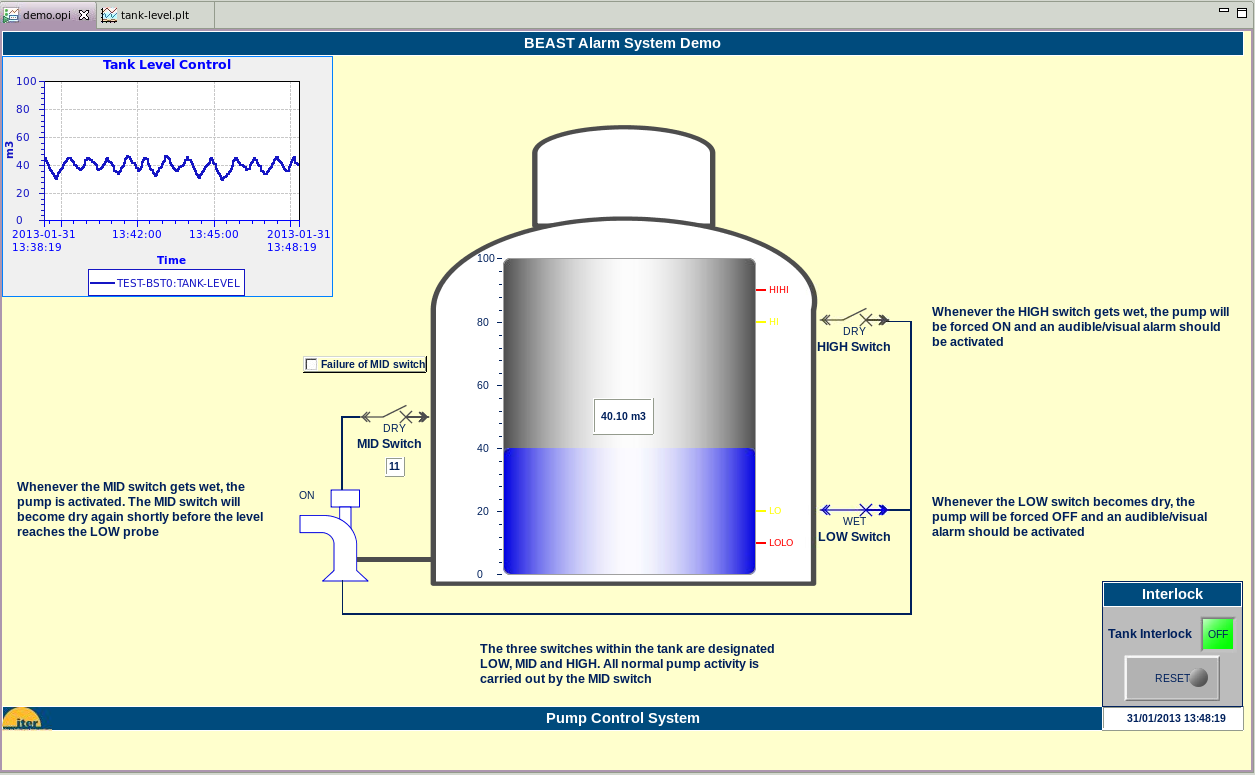 demo.opi
tank-level.plt
BEAST Alarm System Demo
Tank Level Control
100
80
60
40
20
0
m3
2013-01-31
13:38:19
13:42:00
13:45:00
2013-01-31
13:48:19
Time
TEST-BST0:TANK-LEVEL
100
80
60
40
20
0
HIHI
HI
LO
LOLO
40.10 m3
DRY
HIGH Switch
Whenever the HIGH switch gets wet, the pump will
be forced ON and an audible/visual alarm should
be activated
Failure of MID switch
DRY
MID Switch
11
Whenever the MID switch gets wet, the
pump is activated. The MID switch will
become dry again shortly before the level
reaches the LOW probe
ON
WET
LOW Switch
Whenever the LOW switch becomes dry, the
pump will be forced OFF and an audible/visual
alarm should be activated
The three switches within the tank are designated
LOW, MID and HIGH. All normal pump activity is
carried out by the MID switch
Interlock
Tank Interlock
OFF
RESET
iter
Pump Control System
31/01/2013 13:48:19